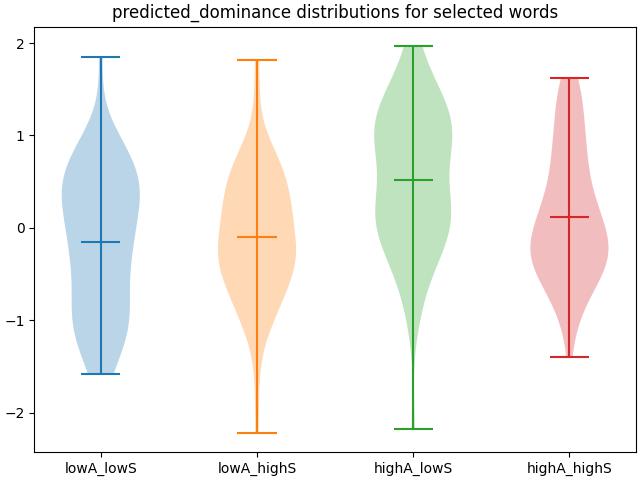 predicted_dominance distributions for selected words
2
1
0
−1
−2
lowA_lowS
lowA_highS
highA_lowS
highA_highS